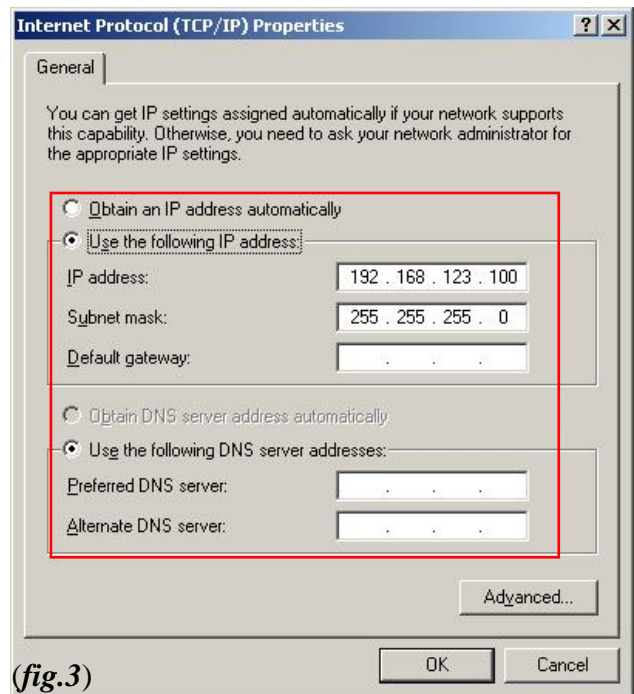 Internet Protocol (TCP/IP) Properties
General
You can get IP settings assigned automatically if your network supports
this capability. Otherwise, you need to ask your network administrator for
the appropriate IP settings.
Obtain an IP address automatically
Use the following IP address:
IP address: 192 . 168 . 123 . 100
Subnet mask: 255 . 255 . 255 . 0
Default gateway: . . .
Obtain DNS server address automatically
Use the following DNS server addresses:
Preferred DNS server: . . .
Alternate DNS server: . . .
Advanced...
OK Cancel
(fig.3)